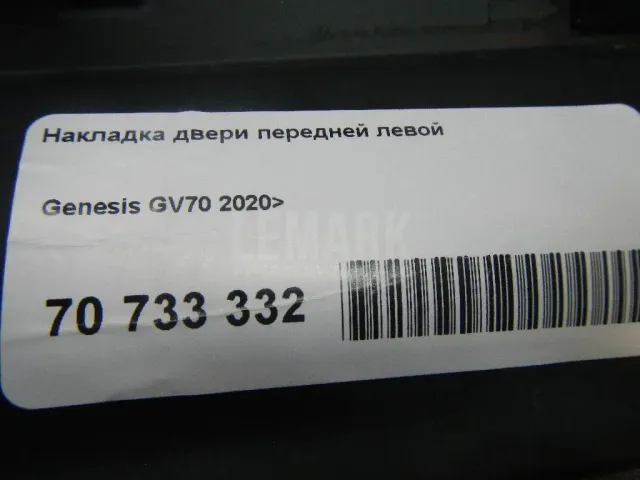 Накладка двери передней левой
Genesis GV70 2020>
LEMARK
70 733 332